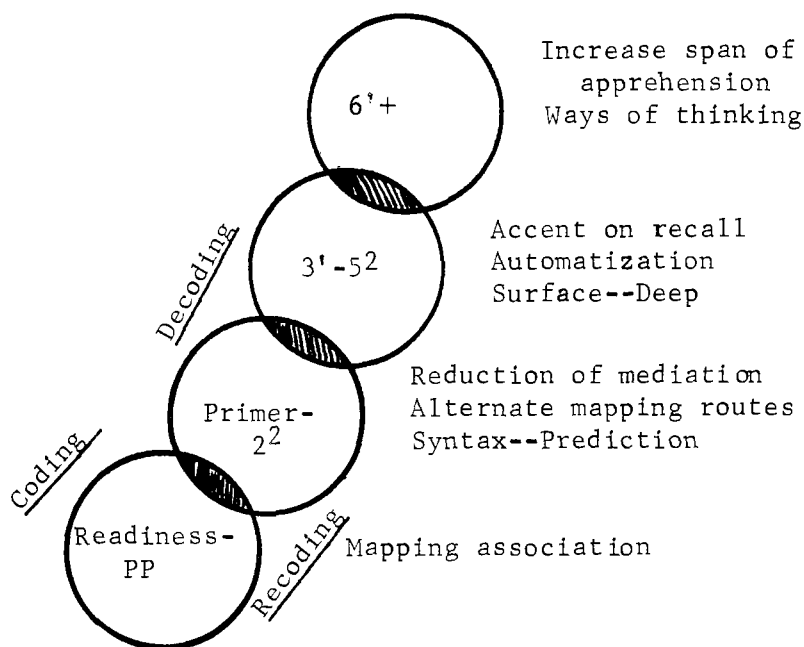 Increase span of
apprehension
Ways of thinking
6'+
Accent on recall
Automatization
Surface--Deep
3'-5²
Decoding
Reduction of mediation
Alternate mapping routes
Syntax--Prediction
Primer-
2²
Coding
Readiness-
PP
Recoding
Mapping association